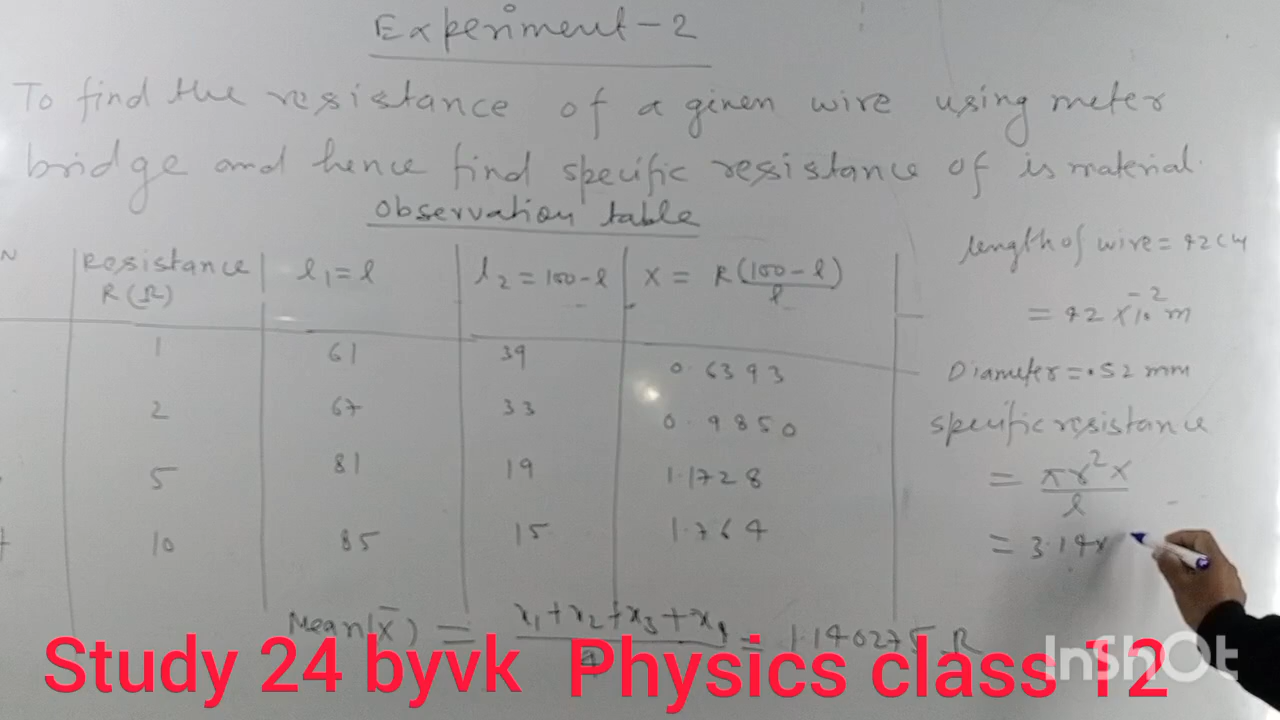 Experiment-2
To find the resistance of a given wire using meter
bridge and hence find specific resistance of is material.
Observation table
N | Resistance R(Ω) | l₁=l | l₂=100-l | X = R(100-l)/l
1 | 61 | 39 | 0.6393
2 | 67 | 33 | 0.9850
5 | 81 | 19 | 1.1728
10 | 85 | 15 | 1.764
Mean(x̄) = x₁+x₂+x₃+x₄/4 = 1.140275 Ω
length of wire = 42 cm
= 42 × 10⁻² m
Diameter = .52 mm
specific resistance
= πr²X/l
= 3.14×
Study 24 byvk Physics class 12
InShOt